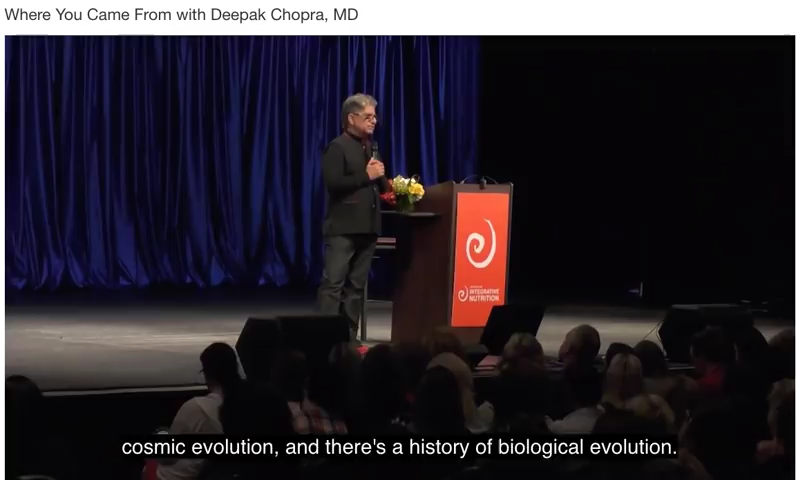 Where You Came From with Deepak Chopra, MD
INTEGRATIVE
NUTRITION
cosmic evolution, and there's a history of biological evolution.